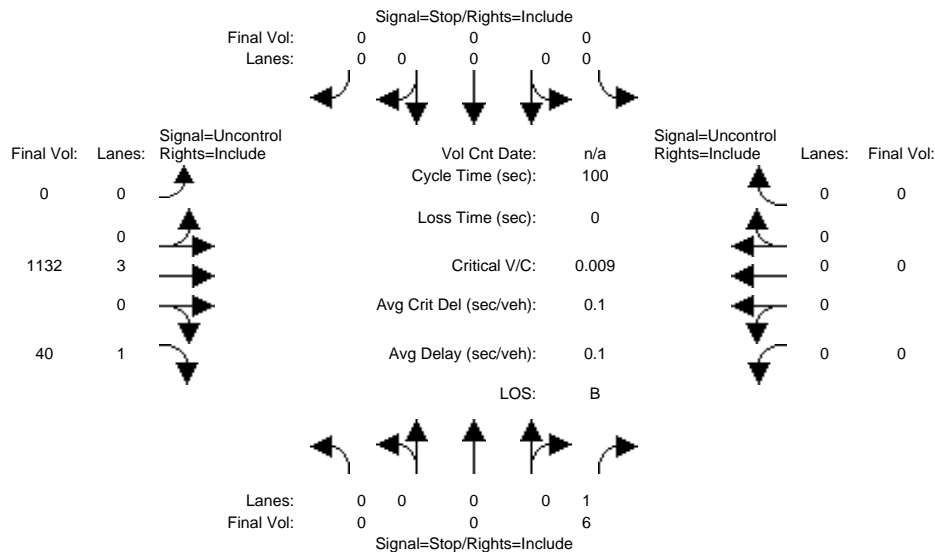 Signal=Stop/Rights=Include
Final Vol: 0 0 0
Lanes: 0 0 0 0 0
Signal=Uncontrol
Final Vol: Lanes: Rights=Include
Vol Cnt Date: n/a
Signal=Uncontrol
Rights=Include Lanes: Final Vol:
Cycle Time (sec): 100
0 0
0 0
Loss Time (sec): 0
0
0
1132 3
Critical V/C: 0.009
0 0
0
Avg Crit Del (sec/veh): 0.1
0
40 1
Avg Delay (sec/veh): 0.1
0 0
LOS: B
Lanes: 0 0 0 0 1
Final Vol: 0 0 6
Signal=Stop/Rights=Include